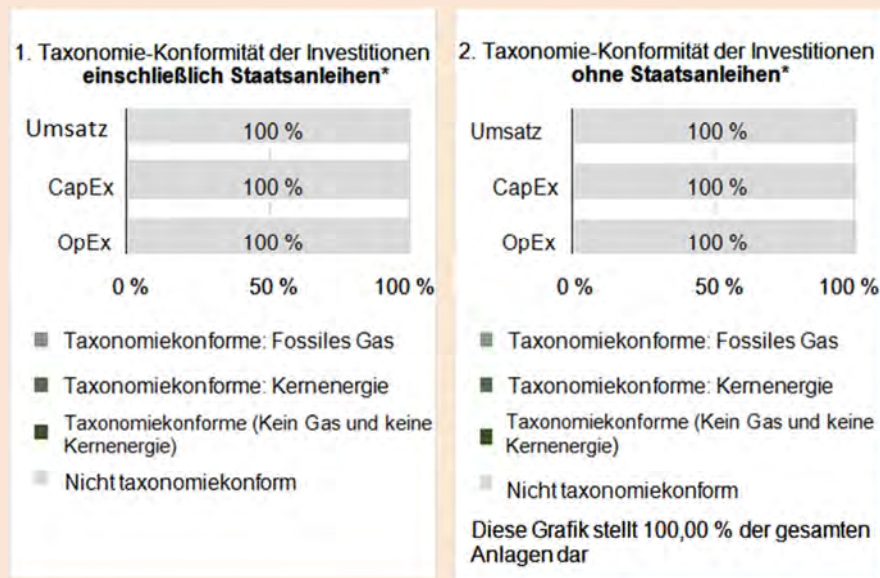 1. Taxonomie-Konformität der Investitionen
einschließlich Staatsanleihen*
Umsatz 100 %
CapEx 100 %
OpEx 100 %
0 % 50 % 100 %
Taxonomiekonforme: Fossiles Gas
Taxonomiekonforme: Kernenergie
Taxonomiekonforme (Kein Gas und keine
Kernenergie)
Nicht taxonomiekonform
2. Taxonomie-Konformität der Investitionen
ohne Staatsanleihen*
Umsatz 100 %
CapEx 100 %
OpEx 100 %
0 % 50 % 100 %
Taxonomiekonforme: Fossiles Gas
Taxonomiekonforme: Kernenergie
Taxonomiekonforme (Kein Gas und keine
Kernenergie)
Nicht taxonomiekonform
Diese Grafik stellt 100,00 % der gesamten
Anlagen dar